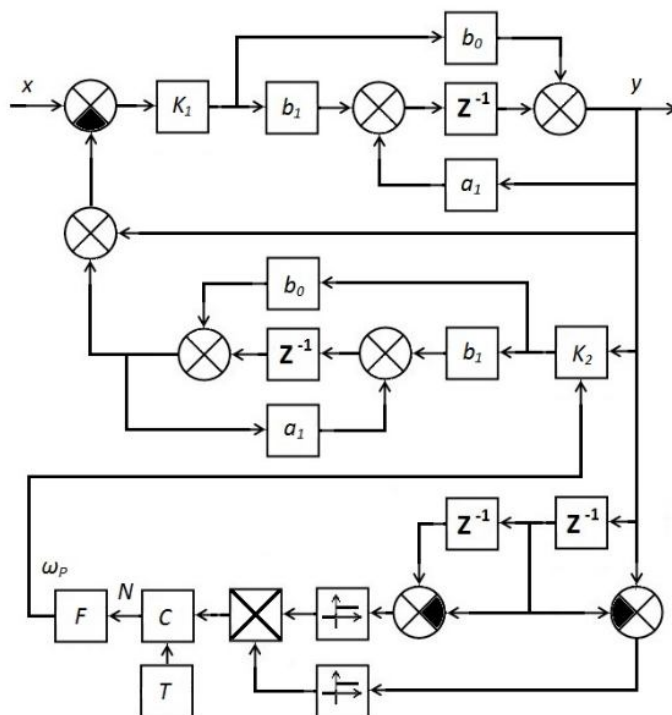 b₀
x
y
K₁
b₁
Z⁻¹
a₁
b₀
Z⁻¹
b₁
K₂
a₁
Z⁻¹
Z⁻¹
ωₚ
N
F
C
T